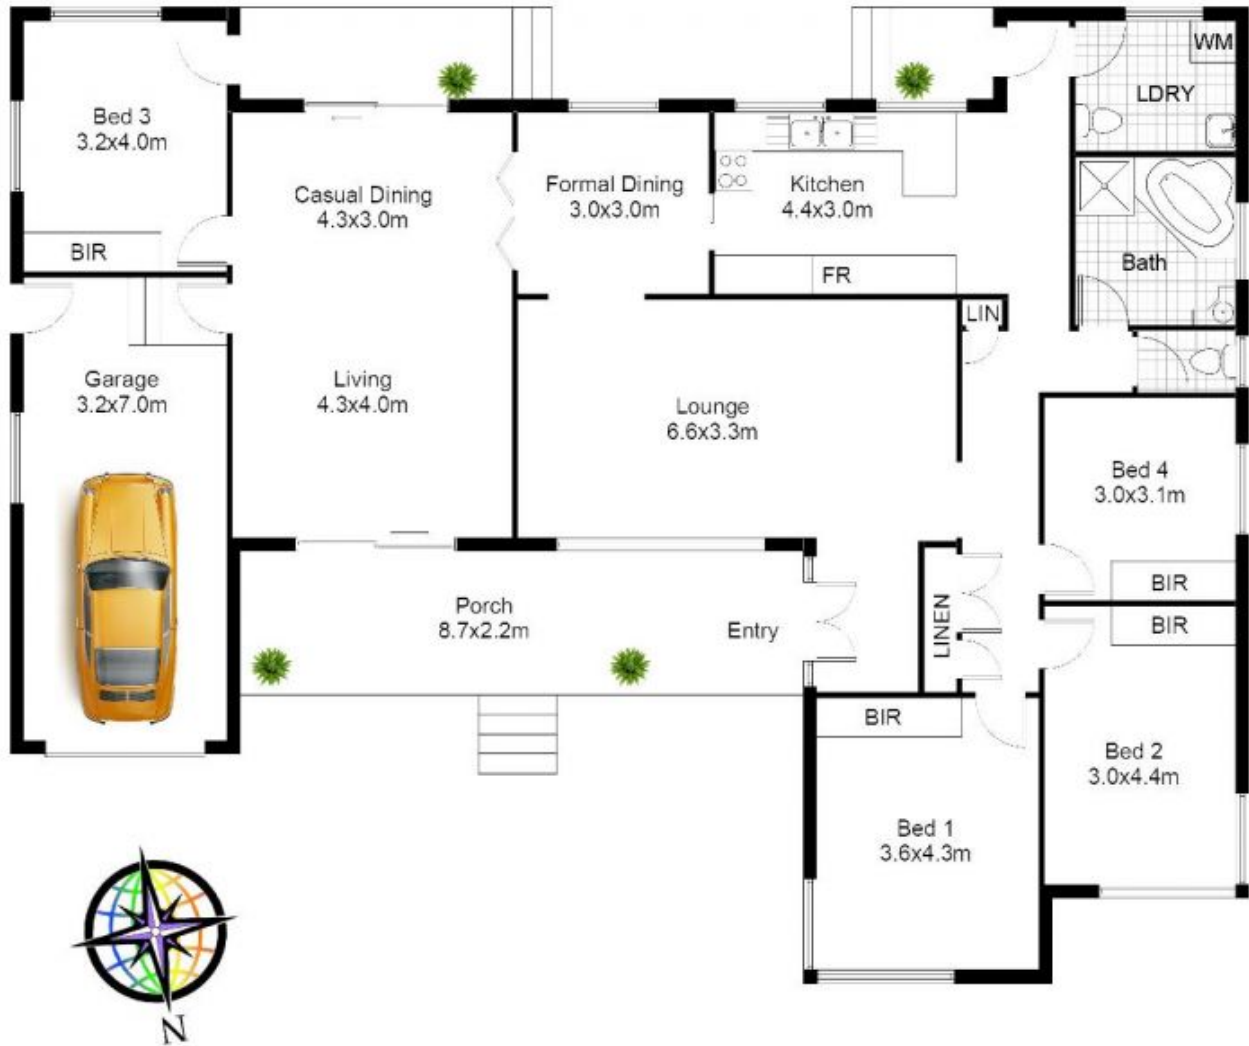 WM
LDRY
Bed 3
3.2x4.0m
Casual Dining
4.3x3.0m
Formal Dining
3.0x3.0m
Kitchen
4.4x3.0m
BIR
FR
Bath
LIN
Garage
3.2x7.0m
Living
4.3x4.0m
Lounge
6.6x3.3m
Bed 4
3.0x3.1m
BIR
Porch
8.7x2.2m
Entry
LINEN
BIR
BIR
Bed 2
3.0x4.4m
Bed 1
3.6x4.3m
N